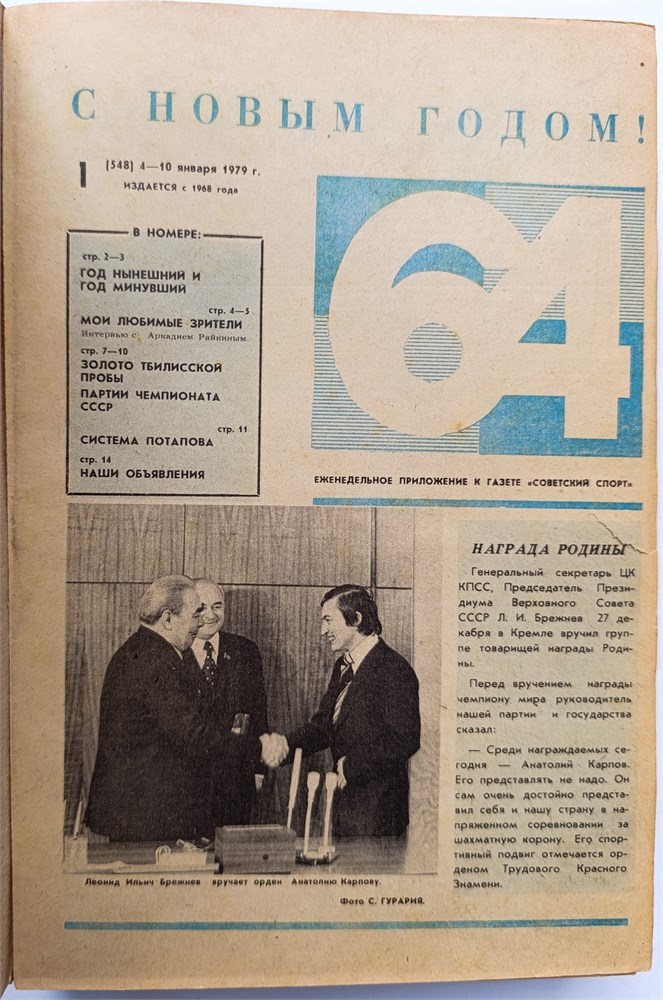 С НОВЫМ ГОДОМ!
1
(548) 4—10 января 1979 г.
ИЗДАЕТСЯ с 1968 года
64
В НОМЕРЕ:
стр. 2—3
ГОД НЫНЕШНИЙ И
ГОД МИНУВШИЙ
стр. 4—5
МОИ ЛЮБИМЫЕ ЗРИТЕЛИ
Интервью с Аркадием Райкиным.
стр. 7—10
ЗОЛОТО ТБИЛИССКОЙ
ПРОБЫ
ПАРТИИ ЧЕМПИОНАТА
СССР
стр. 11
СИСТЕМА ПОТАПОВА
стр. 14
НАШИ ОБЪЯВЛЕНИЯ
ЕЖЕНЕДЕЛЬНОЕ ПРИЛОЖЕНИЕ К ГАЗЕТЕ «СОВЕТСКИЙ СПОРТ»
Леонид Ильич Брежнев вручает орден Анатолию Карпову.
Фото С. ГУРАРИЯ.
НАГРАДА РОДИНЫ
Генеральный секретарь ЦК
КПСС, Председатель Прези-
диума Верховного Совета
СССР Л. И. Брежнев 27 де-
кабря в Кремле вручил груп-
пе товарищей награды Роди-
ны.
Перед вручением награды
чемпиону мира руководитель
нашей партии и государства
сказал:
— Среди награждаемых се-
годня — Анатолий Карпов.
Его представлять не надо. Он
сам очень достойно предста-
вил себя и нашу страну в на-
пряженном соревновании за
шахматную корону. Его спор-
тивный подвиг отмечается ор-
деном Трудового Красного
Знамени.